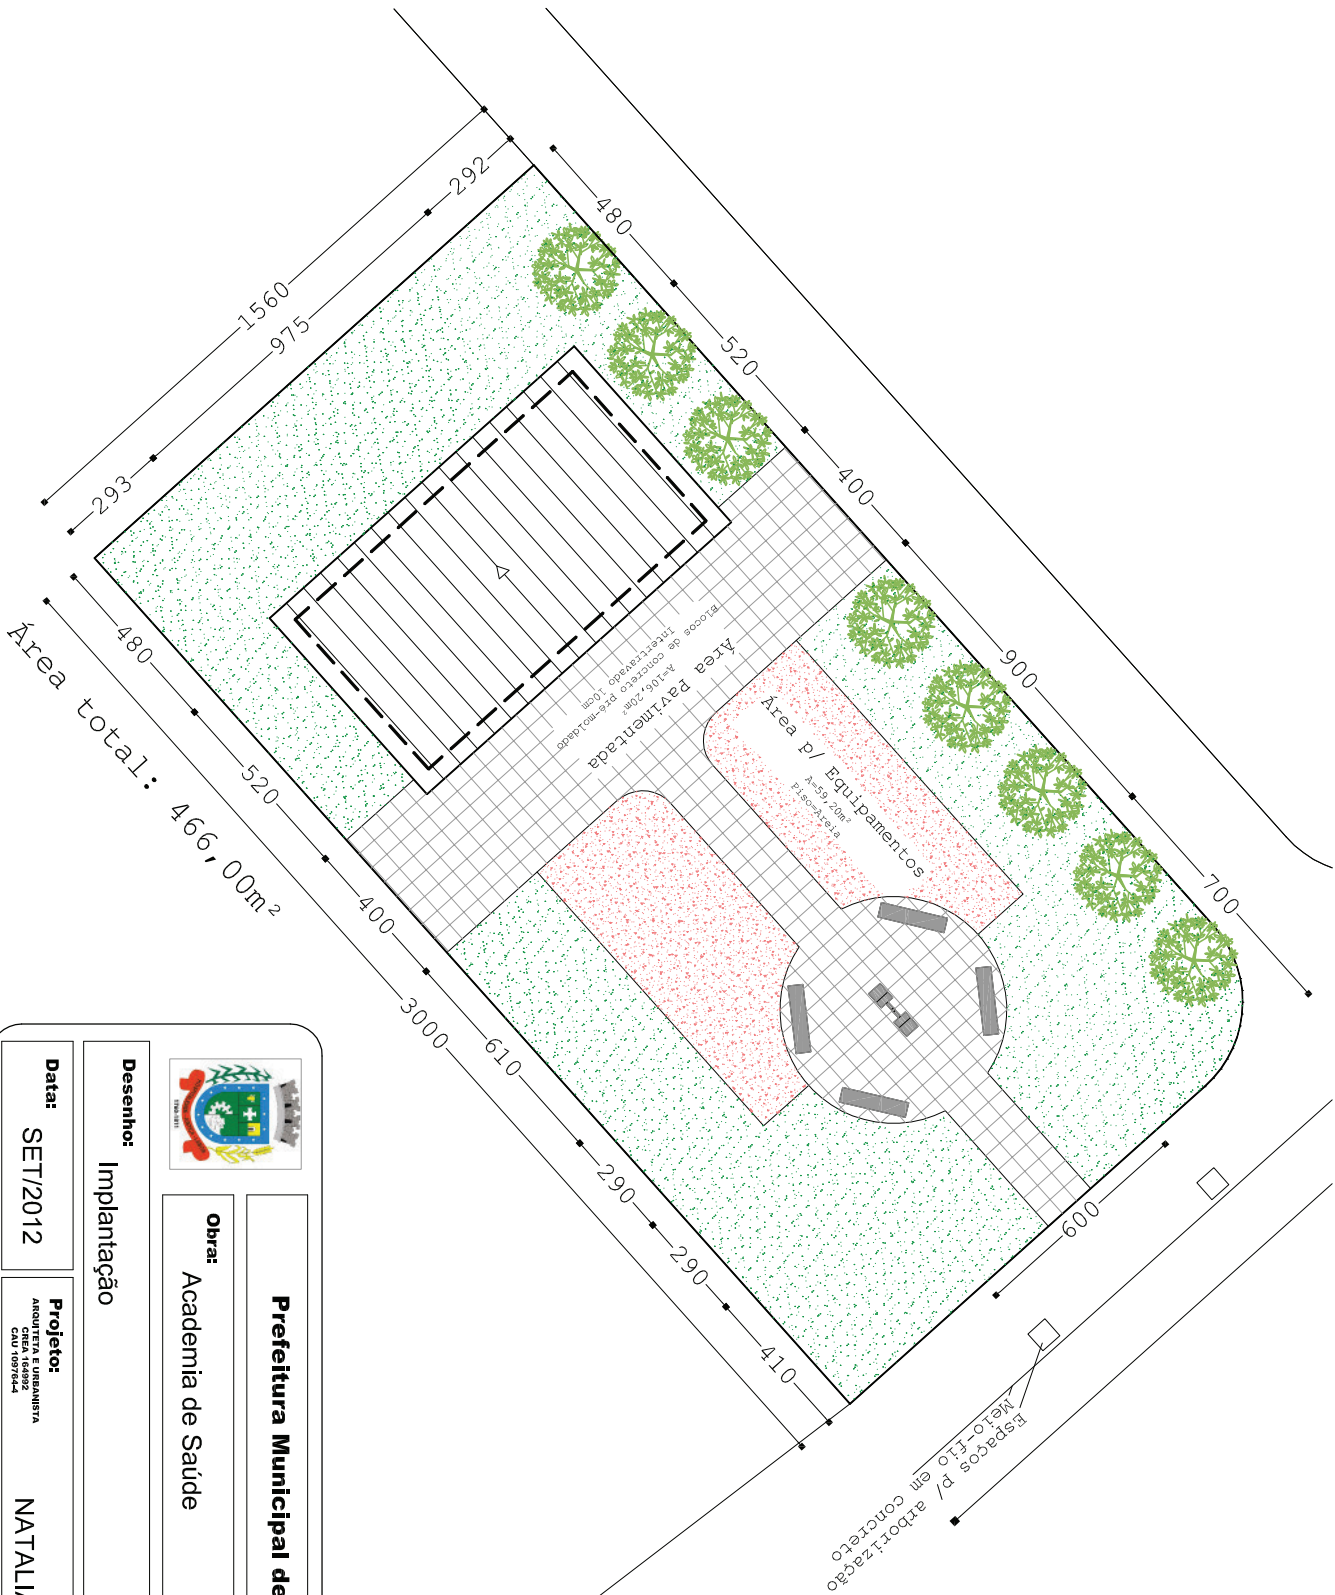 292
1560
975
293
480
520
400
900
700
480
520
400
3000
610
290
290
410
600
Área total: 466,00m²
Área Pavimentada
A=106,20m²
Blocos de concreto pré-moldado
Intertravado 10cm
Área p/ Equipamentos
A=59,20m²
Piso=Areia
Espaços p/ arborização
Meio-fio em concreto
Prefeitura Municipal de
Obra:
Academia de Saúde
Desenho:
Implantação
Data:
SET/2012
Projeto:
ARQUITETA E URBANISTA
CREA 164992
CAU 109764-4
NATALIA